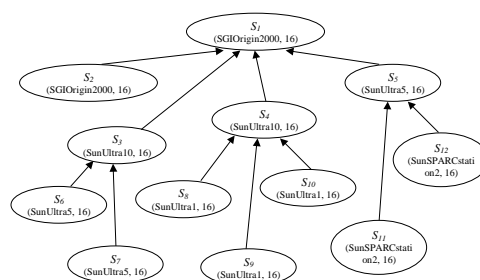 S1
(SGIOrigin2000, 16)
S2
(SGIOrigin2000, 16)
S5
(SunUltra5, 16)
S4
(SunUltra10, 16)
S3
(SunUltra10, 16)
S12
(SunSPARCstati
on2, 16)
S6
(SunUltra5, 16)
S8
(SunUltra1, 16)
S10
(SunUltra1, 16)
S11
(SunSPARCstati
on2, 16)
S7
(SunUltra5, 16)
S9
(SunUltra1, 16)